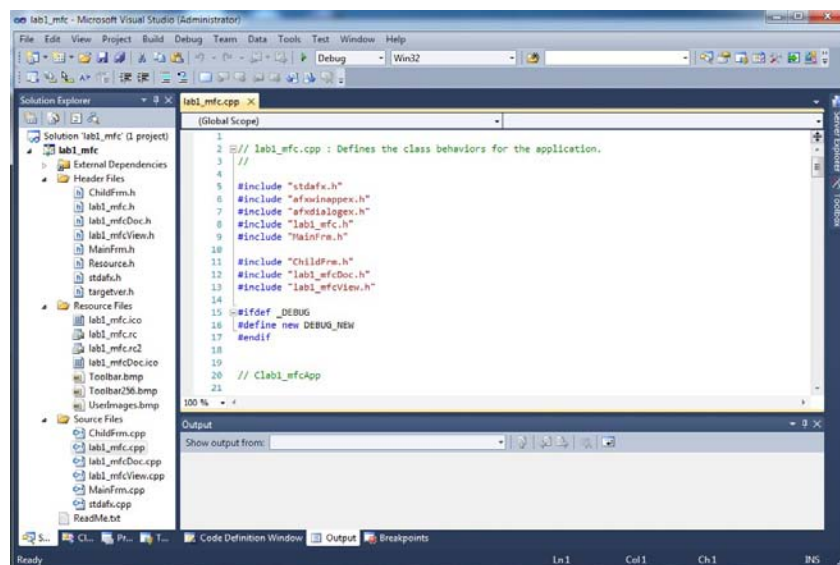 lab1_mfc - Microsoft Visual Studio (Administrator)
File Edit View Project Build Debug Team Data Tools Test Window Help
Debug Win32
Solution Explorer
Solution 'lab1_mfc' (1 project)
lab1_mfc
External Dependencies
Header Files
ChildFrm.h
lab1_mfc.h
lab1_mfcDoc.h
lab1_mfcView.h
MainFrm.h
Resource.h
stdafx.h
targetver.h
Resource Files
lab1_mfc.ico
lab1_mfc.rc
lab1_mfc.rc2
lab1_mfcDoc.ico
Toolbar.bmp
Toolbar256.bmp
UserImages.bmp
Source Files
ChildFrm.cpp
lab1_mfc.cpp
lab1_mfcDoc.cpp
lab1_mfcView.cpp
MainFrm.cpp
stdafx.cpp
ReadMe.txt
S... Cl... Pr... T...
lab1_mfc.cpp
(Global Scope)
1
2 // lab1_mfc.cpp : Defines the class behaviors for the application.
3 //
4
5 #include "stdafx.h"
6 #include "afxwinappex.h"
7 #include "afxdialogex.h"
8 #include "lab1_mfc.h"
9 #include "MainFrm.h"
10
11 #include "ChildFrm.h"
12 #include "lab1_mfcDoc.h"
13 #include "lab1_mfcView.h"
14
15 #ifdef _DEBUG
16 #define new DEBUG_NEW
17 #endif
18
19
20 // Clab1_mfcApp
21
100 %
Output
Show output from:
Code Definition Window Output Breakpoints
Server Explorer
Toolbox
Ready Ln 1 Col 1 Ch 1 INS